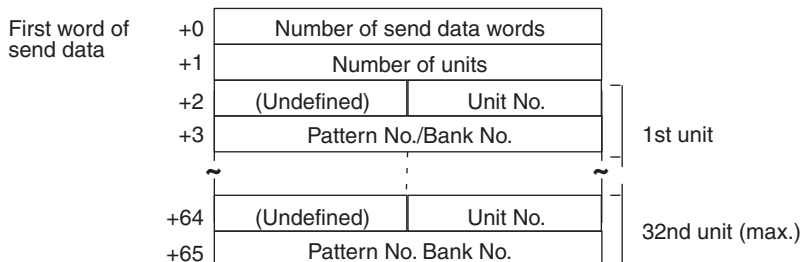 First word of
send data
+0 Number of send data words
+1 Number of units
+2 (Undefined) Unit No.
+3 Pattern No./Bank No.
1st unit
~ ~
+64 (Undefined) Unit No.
+65 Pattern No. Bank No.
32nd unit (max.)